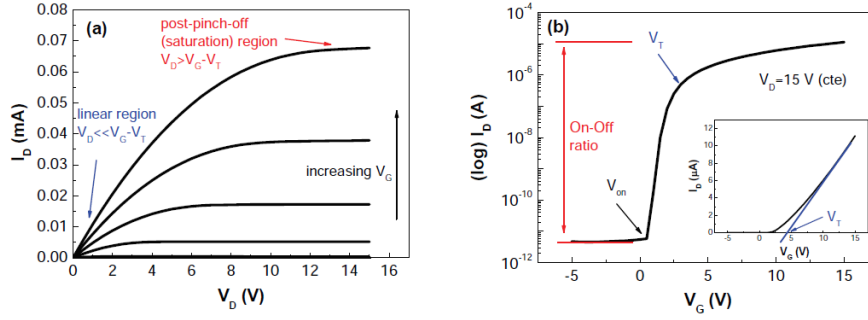 (a)
post-pinch-off
(saturation) region
V_D>V_G-V_T
linear region
V_D<<V_G-V_T
increasing V_G
I_D (mA)
0.08
0.07
0.06
0.05
0.04
0.03
0.02
0.01
0.00
0 2 4 6 8 10 12 14 16
V_D (V)
(b)
V_T
V_D=15 V (cte)
On-Off
ratio
V_on
(log) I_D (A)
10^-4
10^-6
10^-8
10^-10
10^-12
-5 0 5 10 15
V_G (V)
I_D (µA)
12
10
8
6
4
2
0
V_T
-5 0 5 10 15
V_G (V)